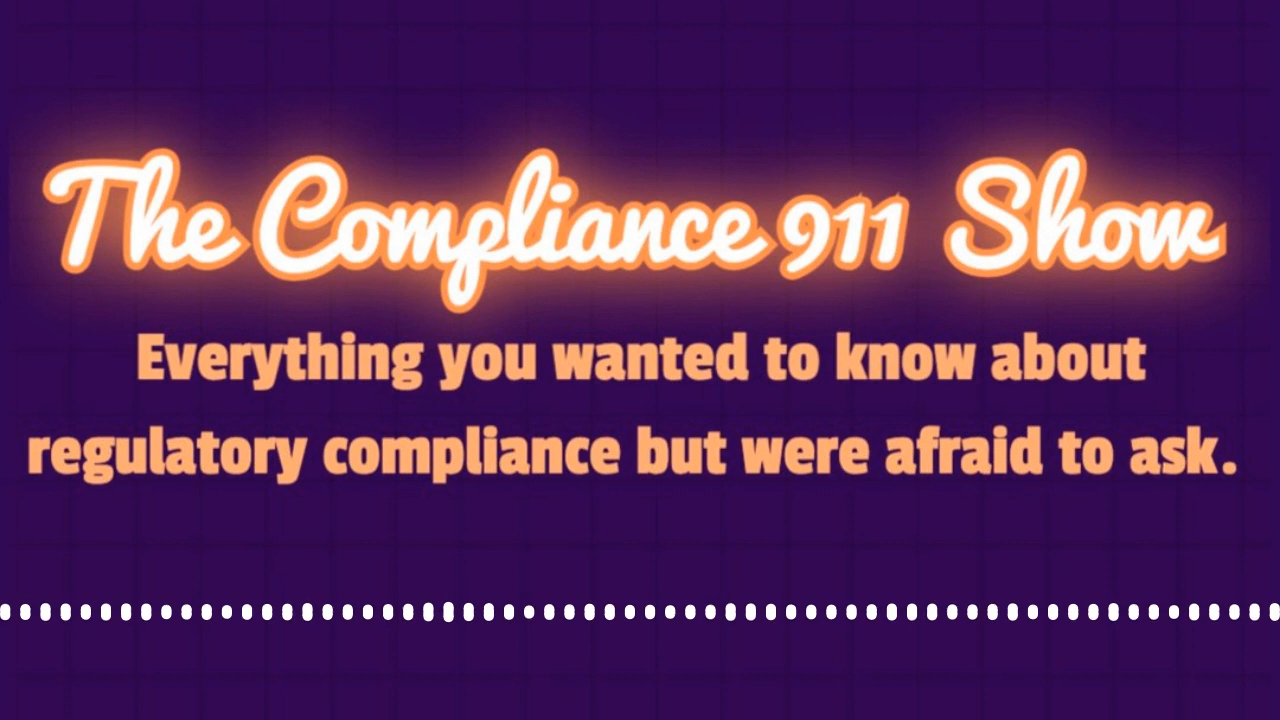 The Compliance 911 Show
Everything you wanted to know about
regulatory compliance but were afraid to ask.